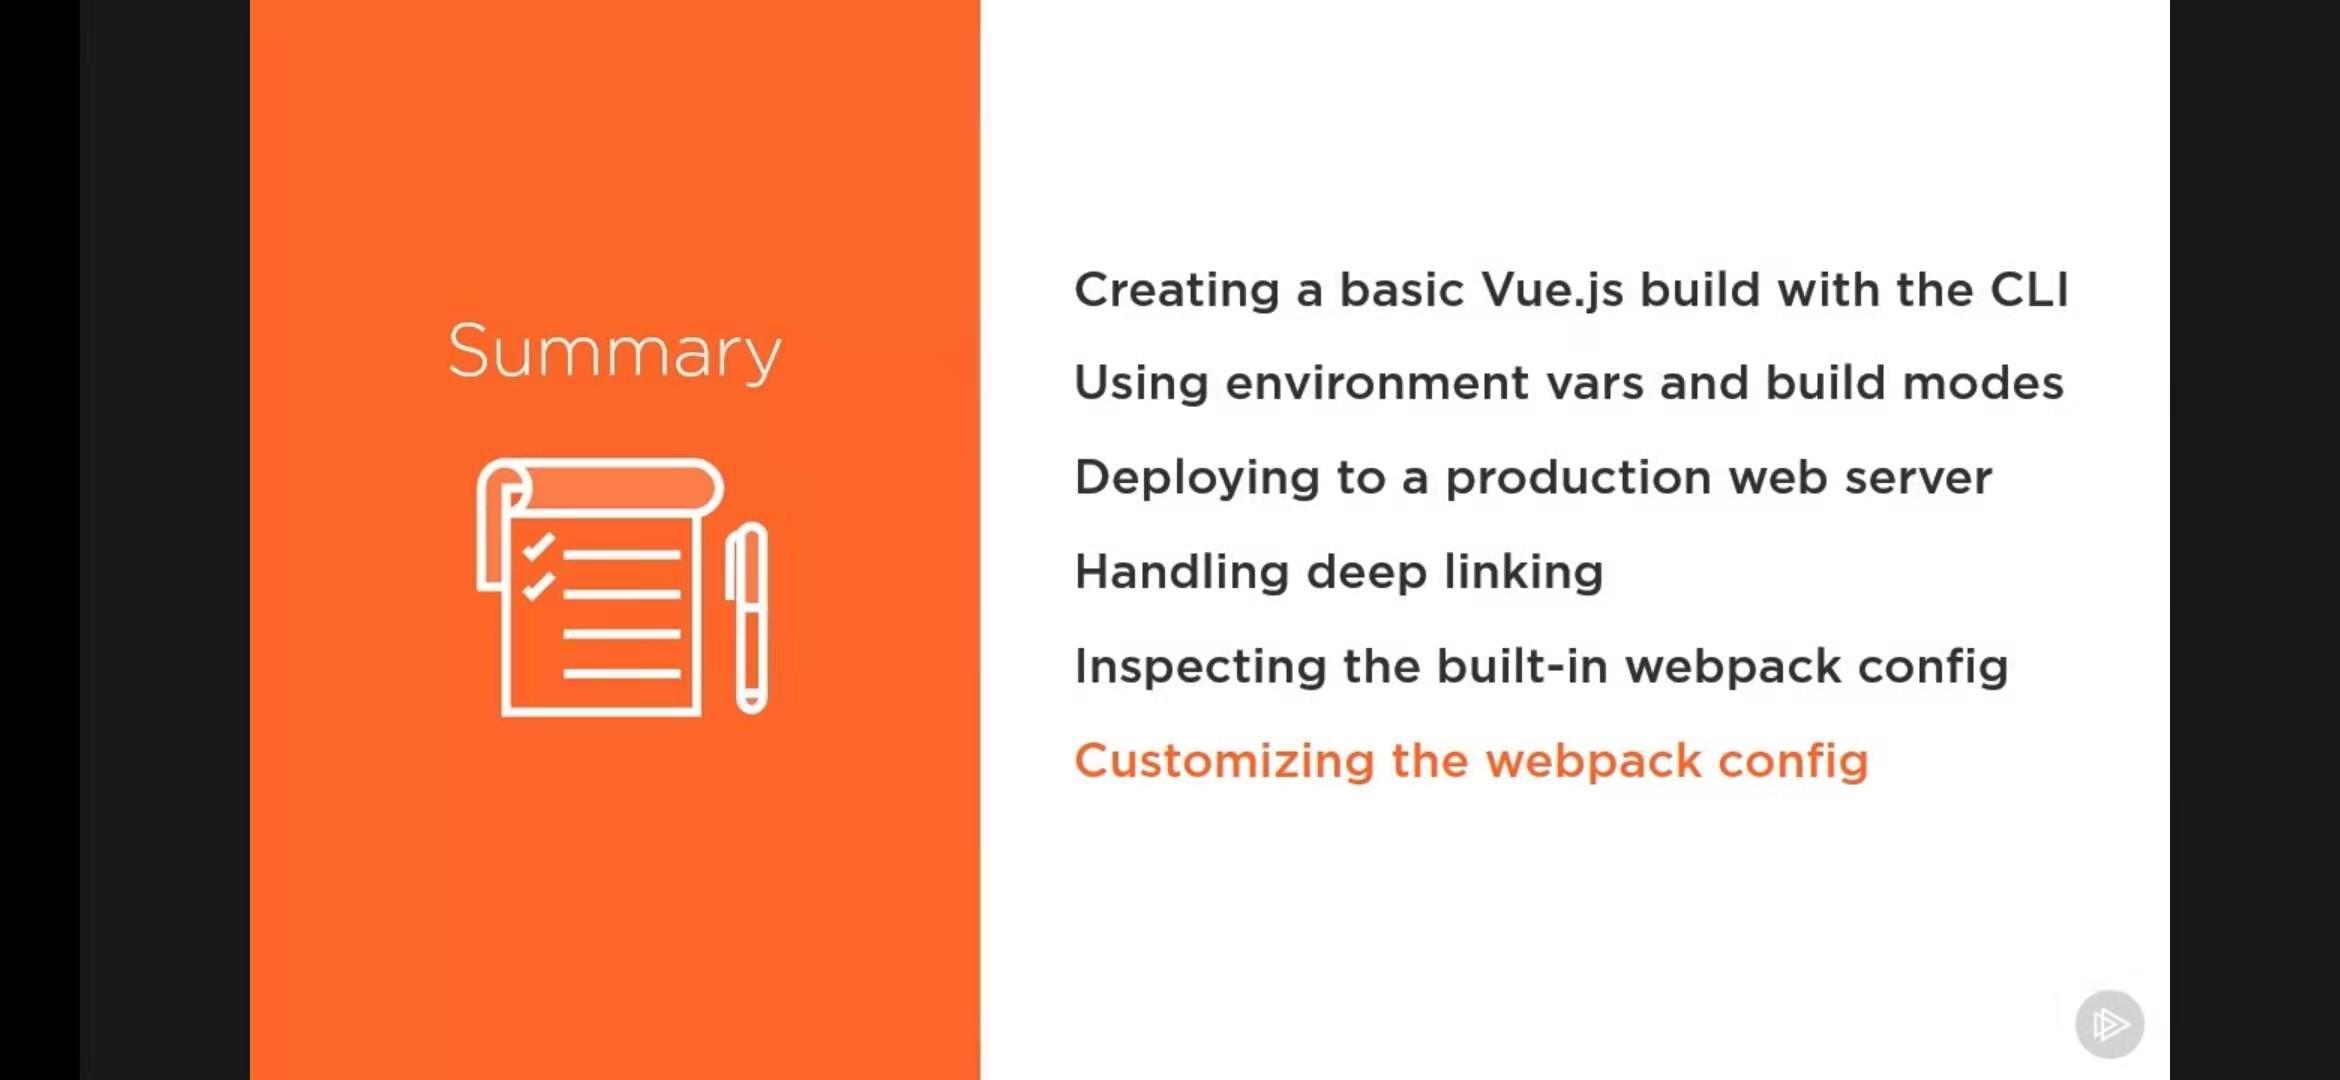 Summary
Creating a basic Vue.js build with the CLI
Using environment vars and build modes
Deploying to a production web server
Handling deep linking
Inspecting the built-in webpack config
Customizing the webpack config